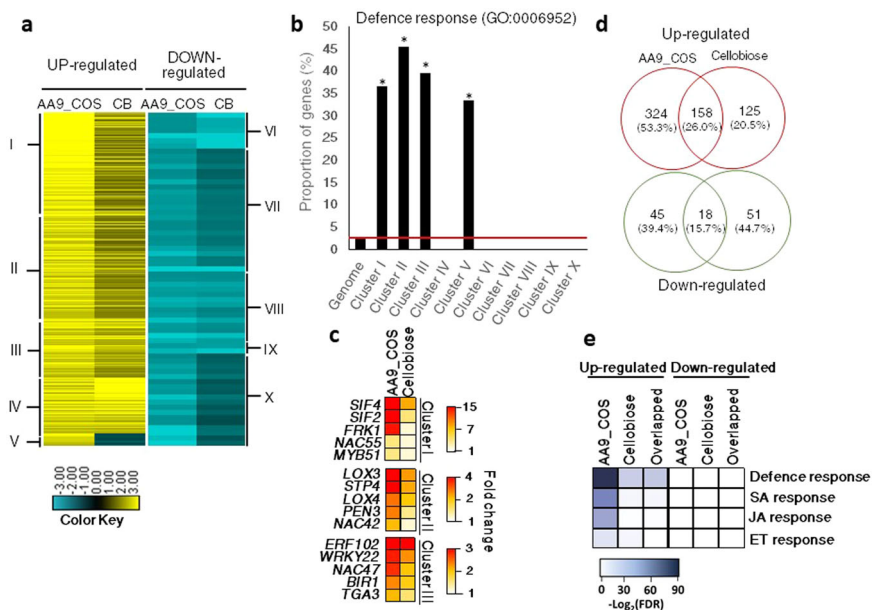 a
UP-regulated
DOWN-
regulated
AA9_COS
CB
AA9_COS
CB
I
II
III
IV
V
VI
VII
VIII
IX
X
-3.00
-2.00
-1.00
0.00
1.00
2.00
3.00
Color Key
b
Defence response (GO:0006952)
Proportion of genes (%)
50
45
40
35
30
25
20
15
10
5
0
*
*
*
*
Genome
Cluster I
Cluster II
Cluster III
Cluster IV
Cluster V
Cluster VI
Cluster VII
Cluster VIII
Cluster IX
Cluster X
c
AA9_COS
Cellobiose
SIF4
SIF2
FRK1
NAC55
MYB51
Cluster I
15
7
1
LOX3
STP4
LOX4
PEN3
NAC42
Cluster II
4
2
1
ERF102
WRKY22
NAC47
BIR1
TGA3
Cluster III
3
2
1
Fold change
d
Up-regulated
AA9_COS
Cellobiose
324
(53.3%)
158
(26.0%)
125
(20.5%)
45
(39.4%)
18
(15.7%)
51
(44.7%)
Down-regulated
e
Up-regulated
Down-regulated
AA9_COS
Cellobiose
Overlapped
AA9_COS
Cellobiose
Overlapped
Defence response
SA response
JA response
ET response
0 30 60 90
-Log2(FDR)